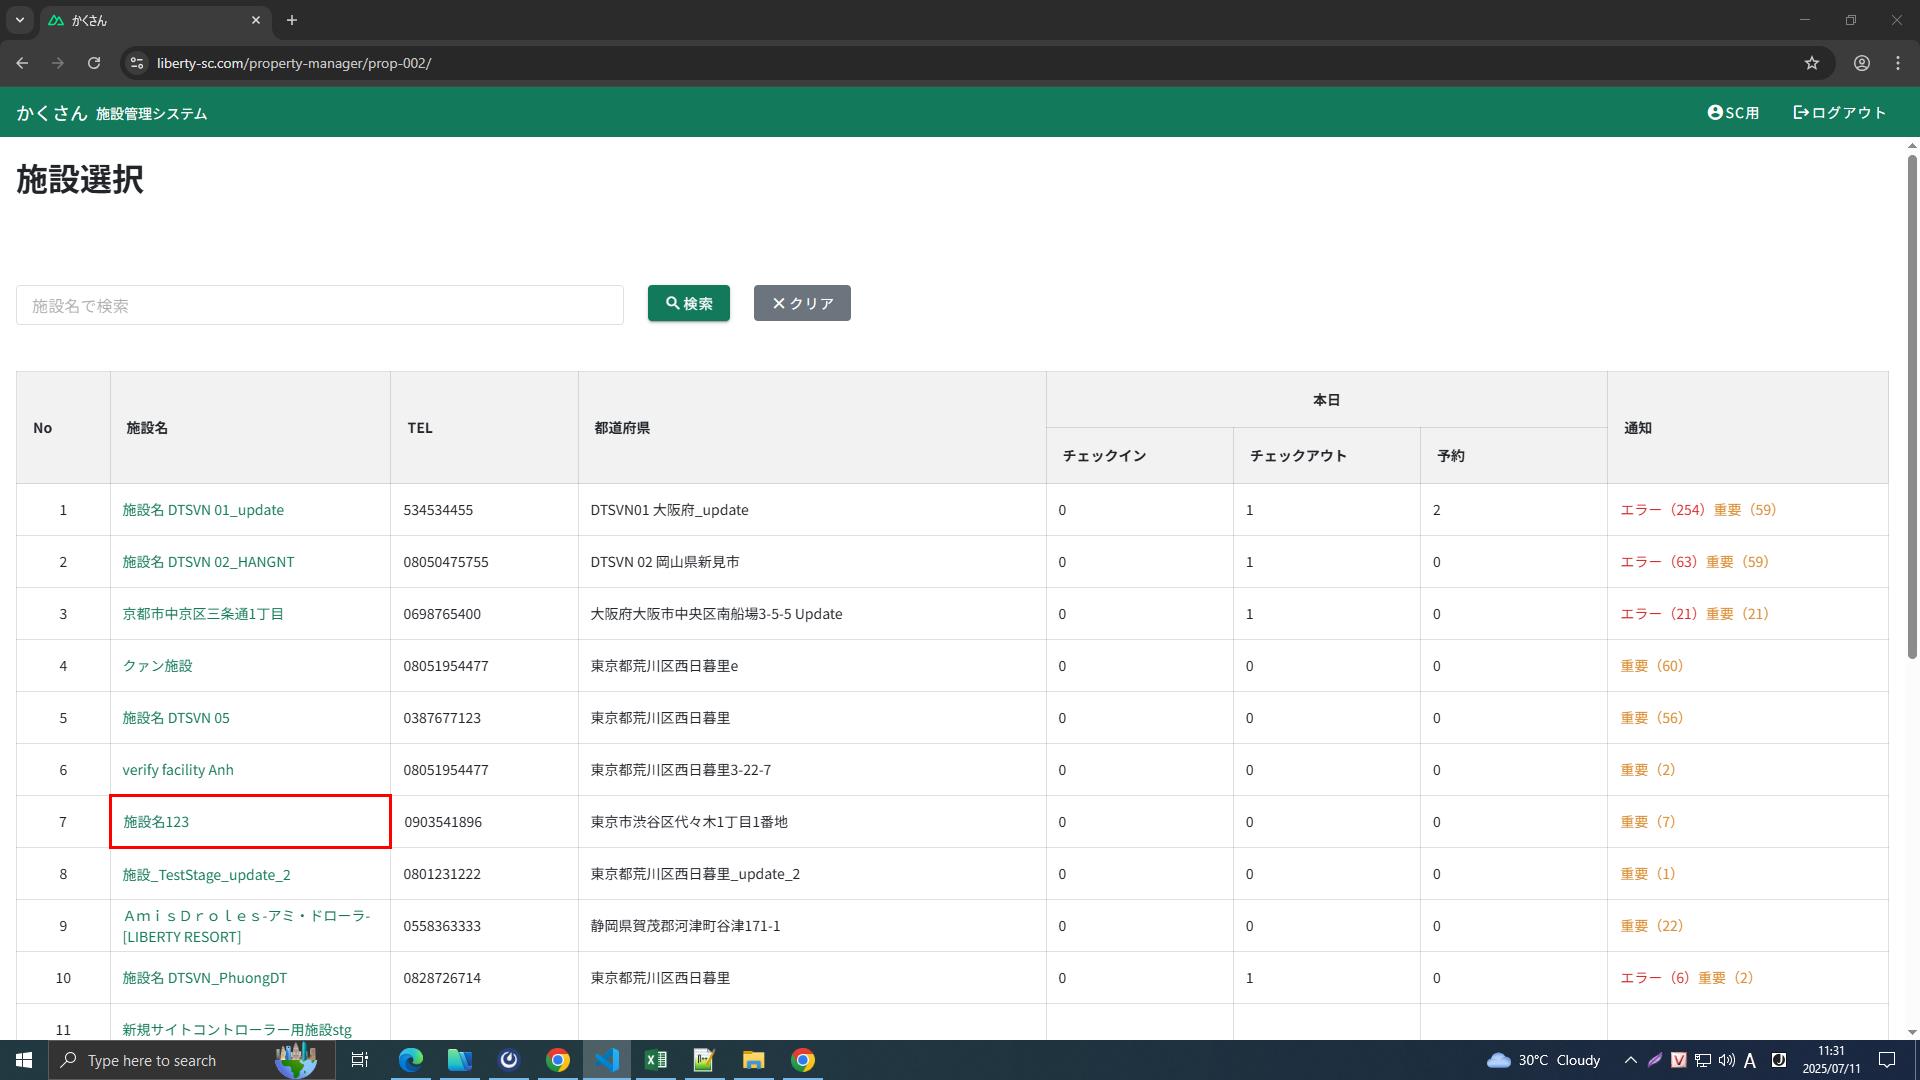 かくさん
liberty-sc.com/property-manager/prop-002/
かくさん 施設管理システム
SC用
ログアウト
施設選択
施設名で検索
検索
クリア
No 施設名 TEL 都道府県 本日 通知
チェックイン チェックアウト 予約
1 施設名 DTSVN 01_update 534534455 DTSVN01 大阪府_update 0 1 2 エラー（254）重要（59）
2 施設名 DTSVN 02_HANGNT 08050475755 DTSVN 02 岡山県新見市 0 1 0 エラー（63）重要（59）
3 京都市中京区三条通1丁目 0698765400 大阪府大阪市中央区南船場3-5-5 Update 0 1 0 エラー（21）重要（21）
4 クァン施設 08051954477 東京都荒川区西日暮里e 0 0 0 重要（60）
5 施設名 DTSVN 05 0387677123 東京都荒川区西日暮里 0 0 0 重要（56）
6 verify facility Anh 08051954477 東京都荒川区西日暮里3-22-7 0 0 0 重要（2）
7 施設名123 0903541896 東京市渋谷区代々木1丁目1番地 0 0 0 重要（7）
8 施設_TestStage_update_2 0801231222 東京都荒川区西日暮里_update_2 0 0 0 重要（1）
9 ＡｍｉｓＤｒｏｌｅｓ-アミ・ドローラ- 0558363333 静岡県賀茂郡河津町谷津171-1 0 0 0 重要（22）
[LIBERTY RESORT]
10 施設名 DTSVN_PhuongDT 0828726714 東京都荒川区西日暮里 0 1 0 エラー（6）重要（2）
11 新規サイトコントローラー用施設stg
Type here to search
30°C Cloudy
A
11:31
2025/07/11